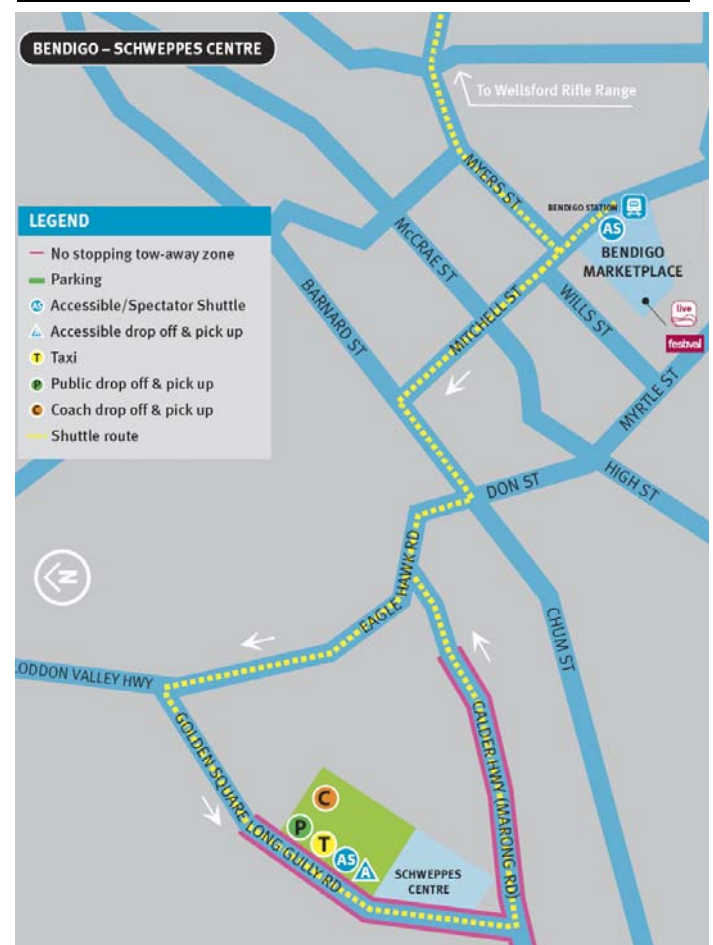 BENDIGO – SCHWEPPES CENTRE
To Wellsford Rifle Range
MYERS ST
BENDIGO STATION
AS
BENDIGO
MARKETPLACE
live
festival
LEGEND
No stopping tow-away zone
Parking
AS Accessible/Spectator Shuttle
A Accessible drop off & pick up
T Taxi
P Public drop off & pick up
C Coach drop off & pick up
Shuttle route
McCRAE ST
BARNARD ST
MITCHELL ST
WILLS ST
MYRTLE ST
DON ST
HIGH ST
N
EAGLE HAWK RD
CHUM ST
LODDON VALLEY HWY
GOLDEN SQUARE LONG GULLY RD
CALDER HWY (MARONG RD)
C
P
T
AS
A
SCHWEPPES
CENTRE